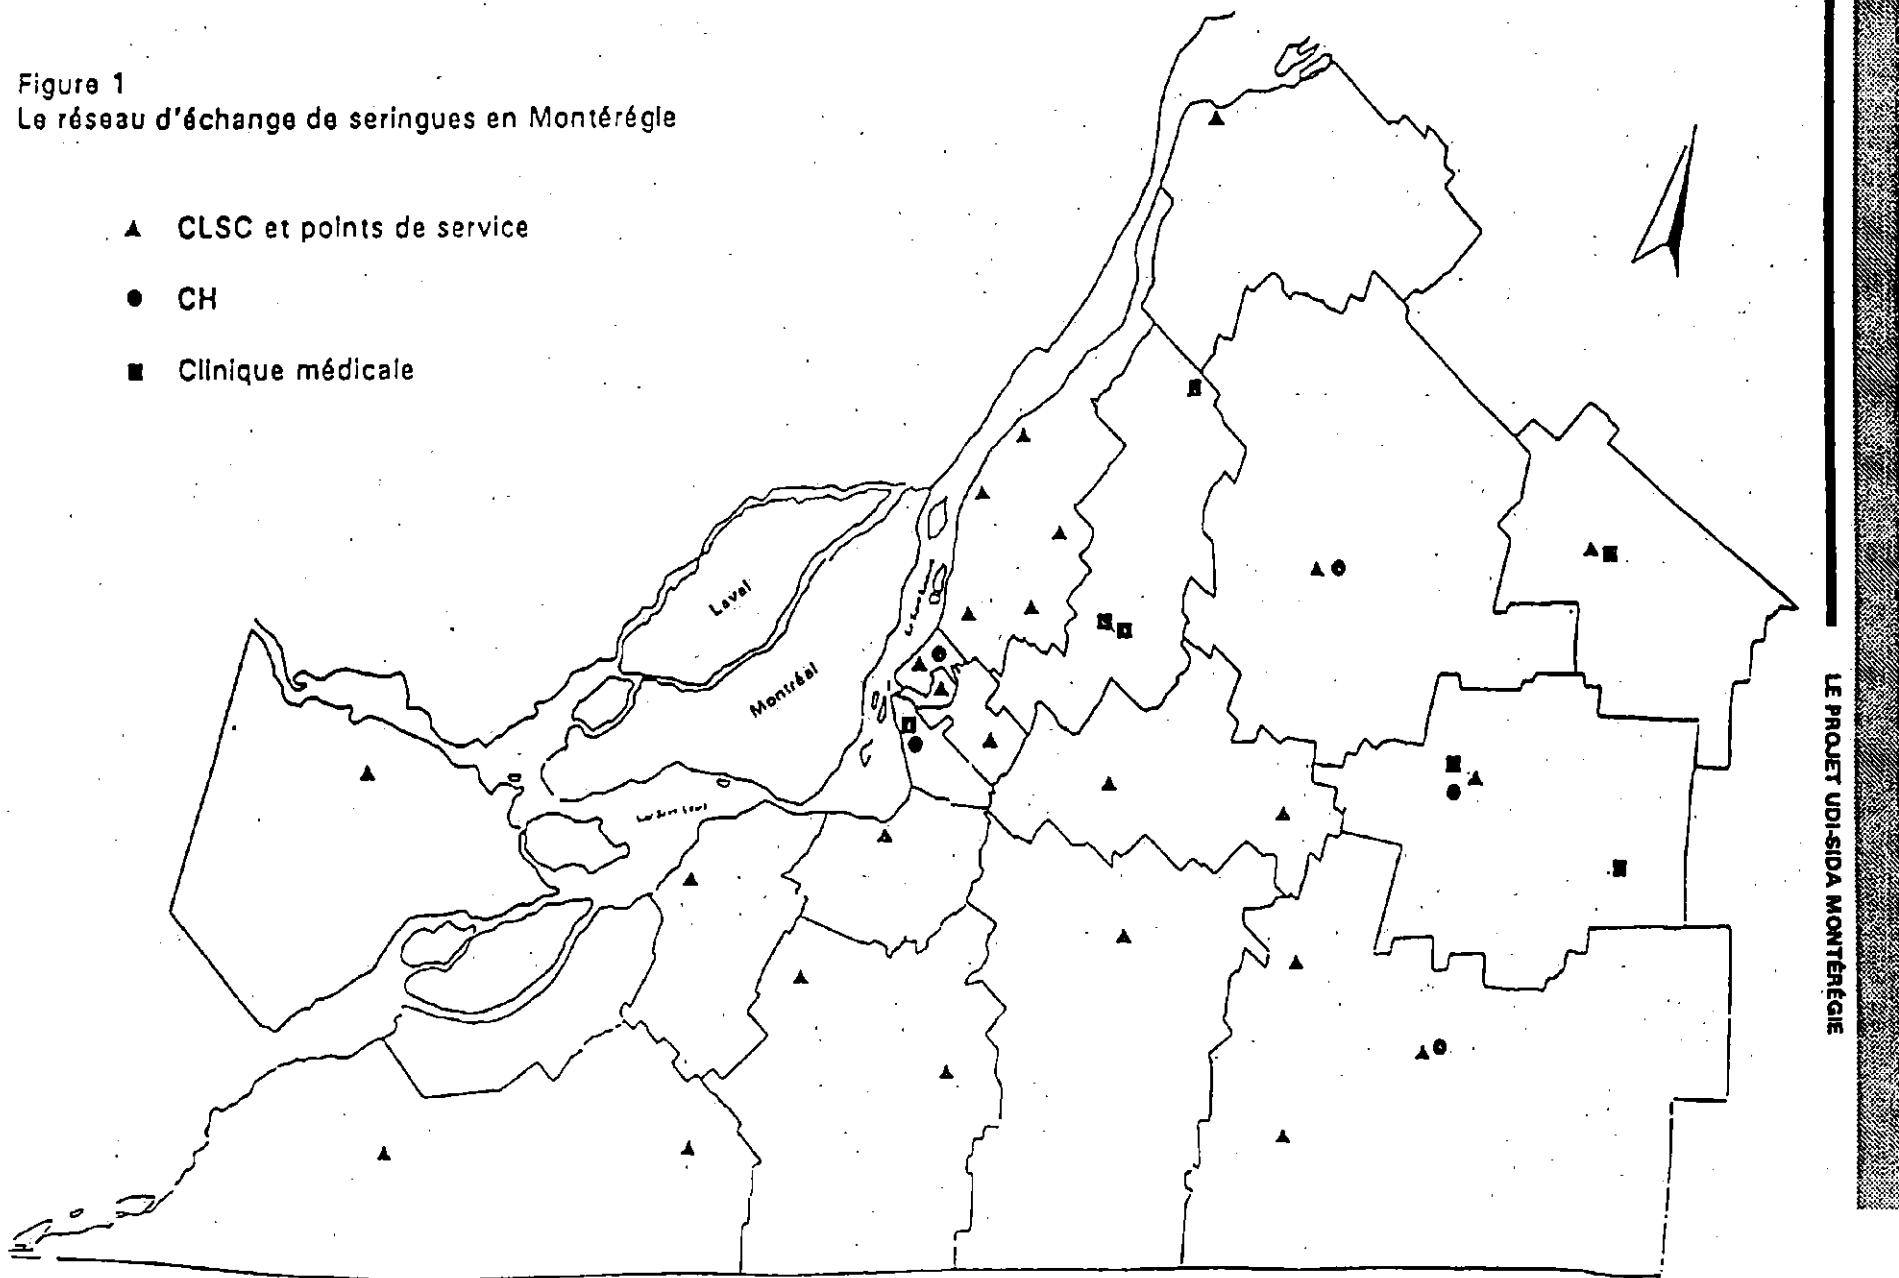 Figure 1
Le réseau d'échange de seringues en Montérégie
CLSC et points de service
CH
Clinique médicale
Laval
Montréal
LE PROJET UDI-SIDA MONTÉRÉGIE